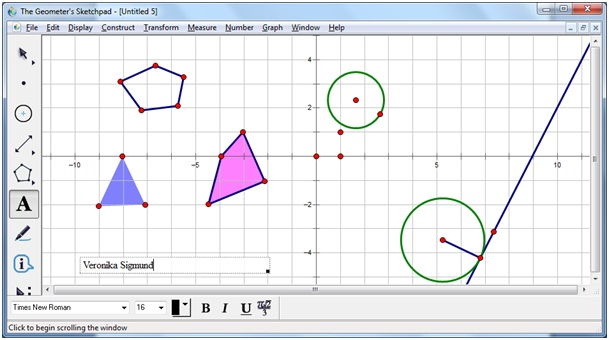 The Geometer's Sketchpad - [Untitled 5]
File Edit Display Construct Transform Measure Number Graph Window Help
4
2
-10 -5 5 10
-2
-4
A
Veronika Sigmund
Times New Roman 16 B I U
Click to begin scrolling the window